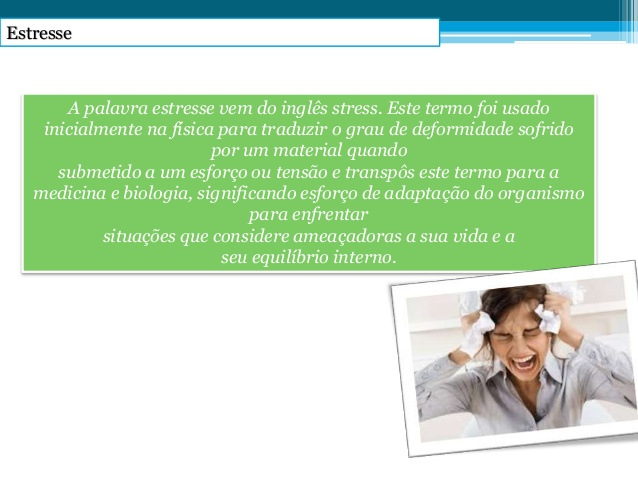 Estresse
A palavra estresse vem do inglês stress. Este termo foi usado
inicialmente na física para traduzir o grau de deformidade sofrido
por um material quando
submetido a um esforço ou tensão e transpôs este termo para a
medicina e biologia, significando esforço de adaptação do organismo
para enfrentar
situações que considere ameaçadoras a sua vida e a
seu equilíbrio interno.